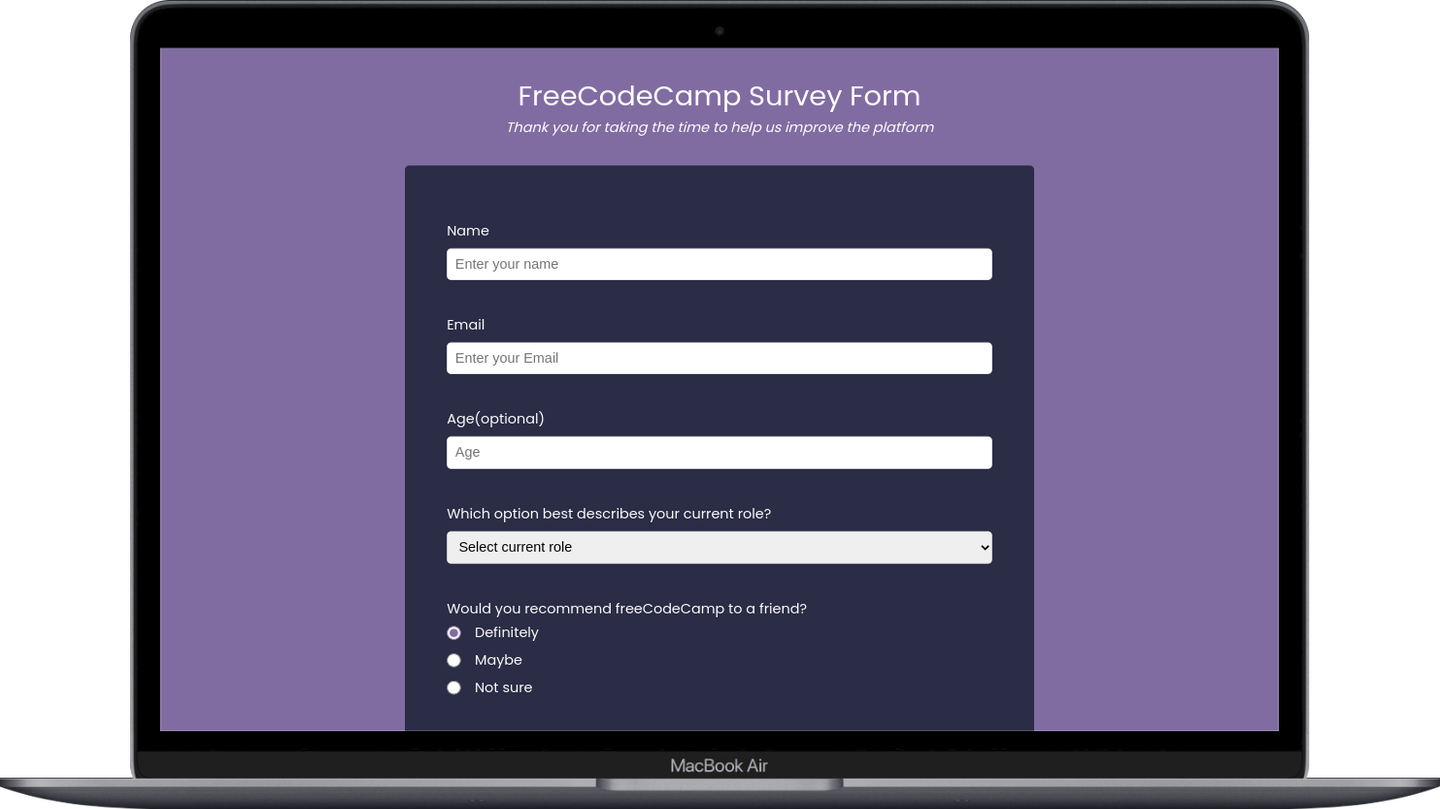 FreeCodeCamp Survey Form
Thank you for taking the time to help us improve the platform
Name
Enter your name
Email
Enter your Email
Age(optional)
Age
Which option best describes your current role?
Select current role
Would you recommend freeCodeCamp to a friend?
Definitely
Maybe
Not sure
MacBook Air